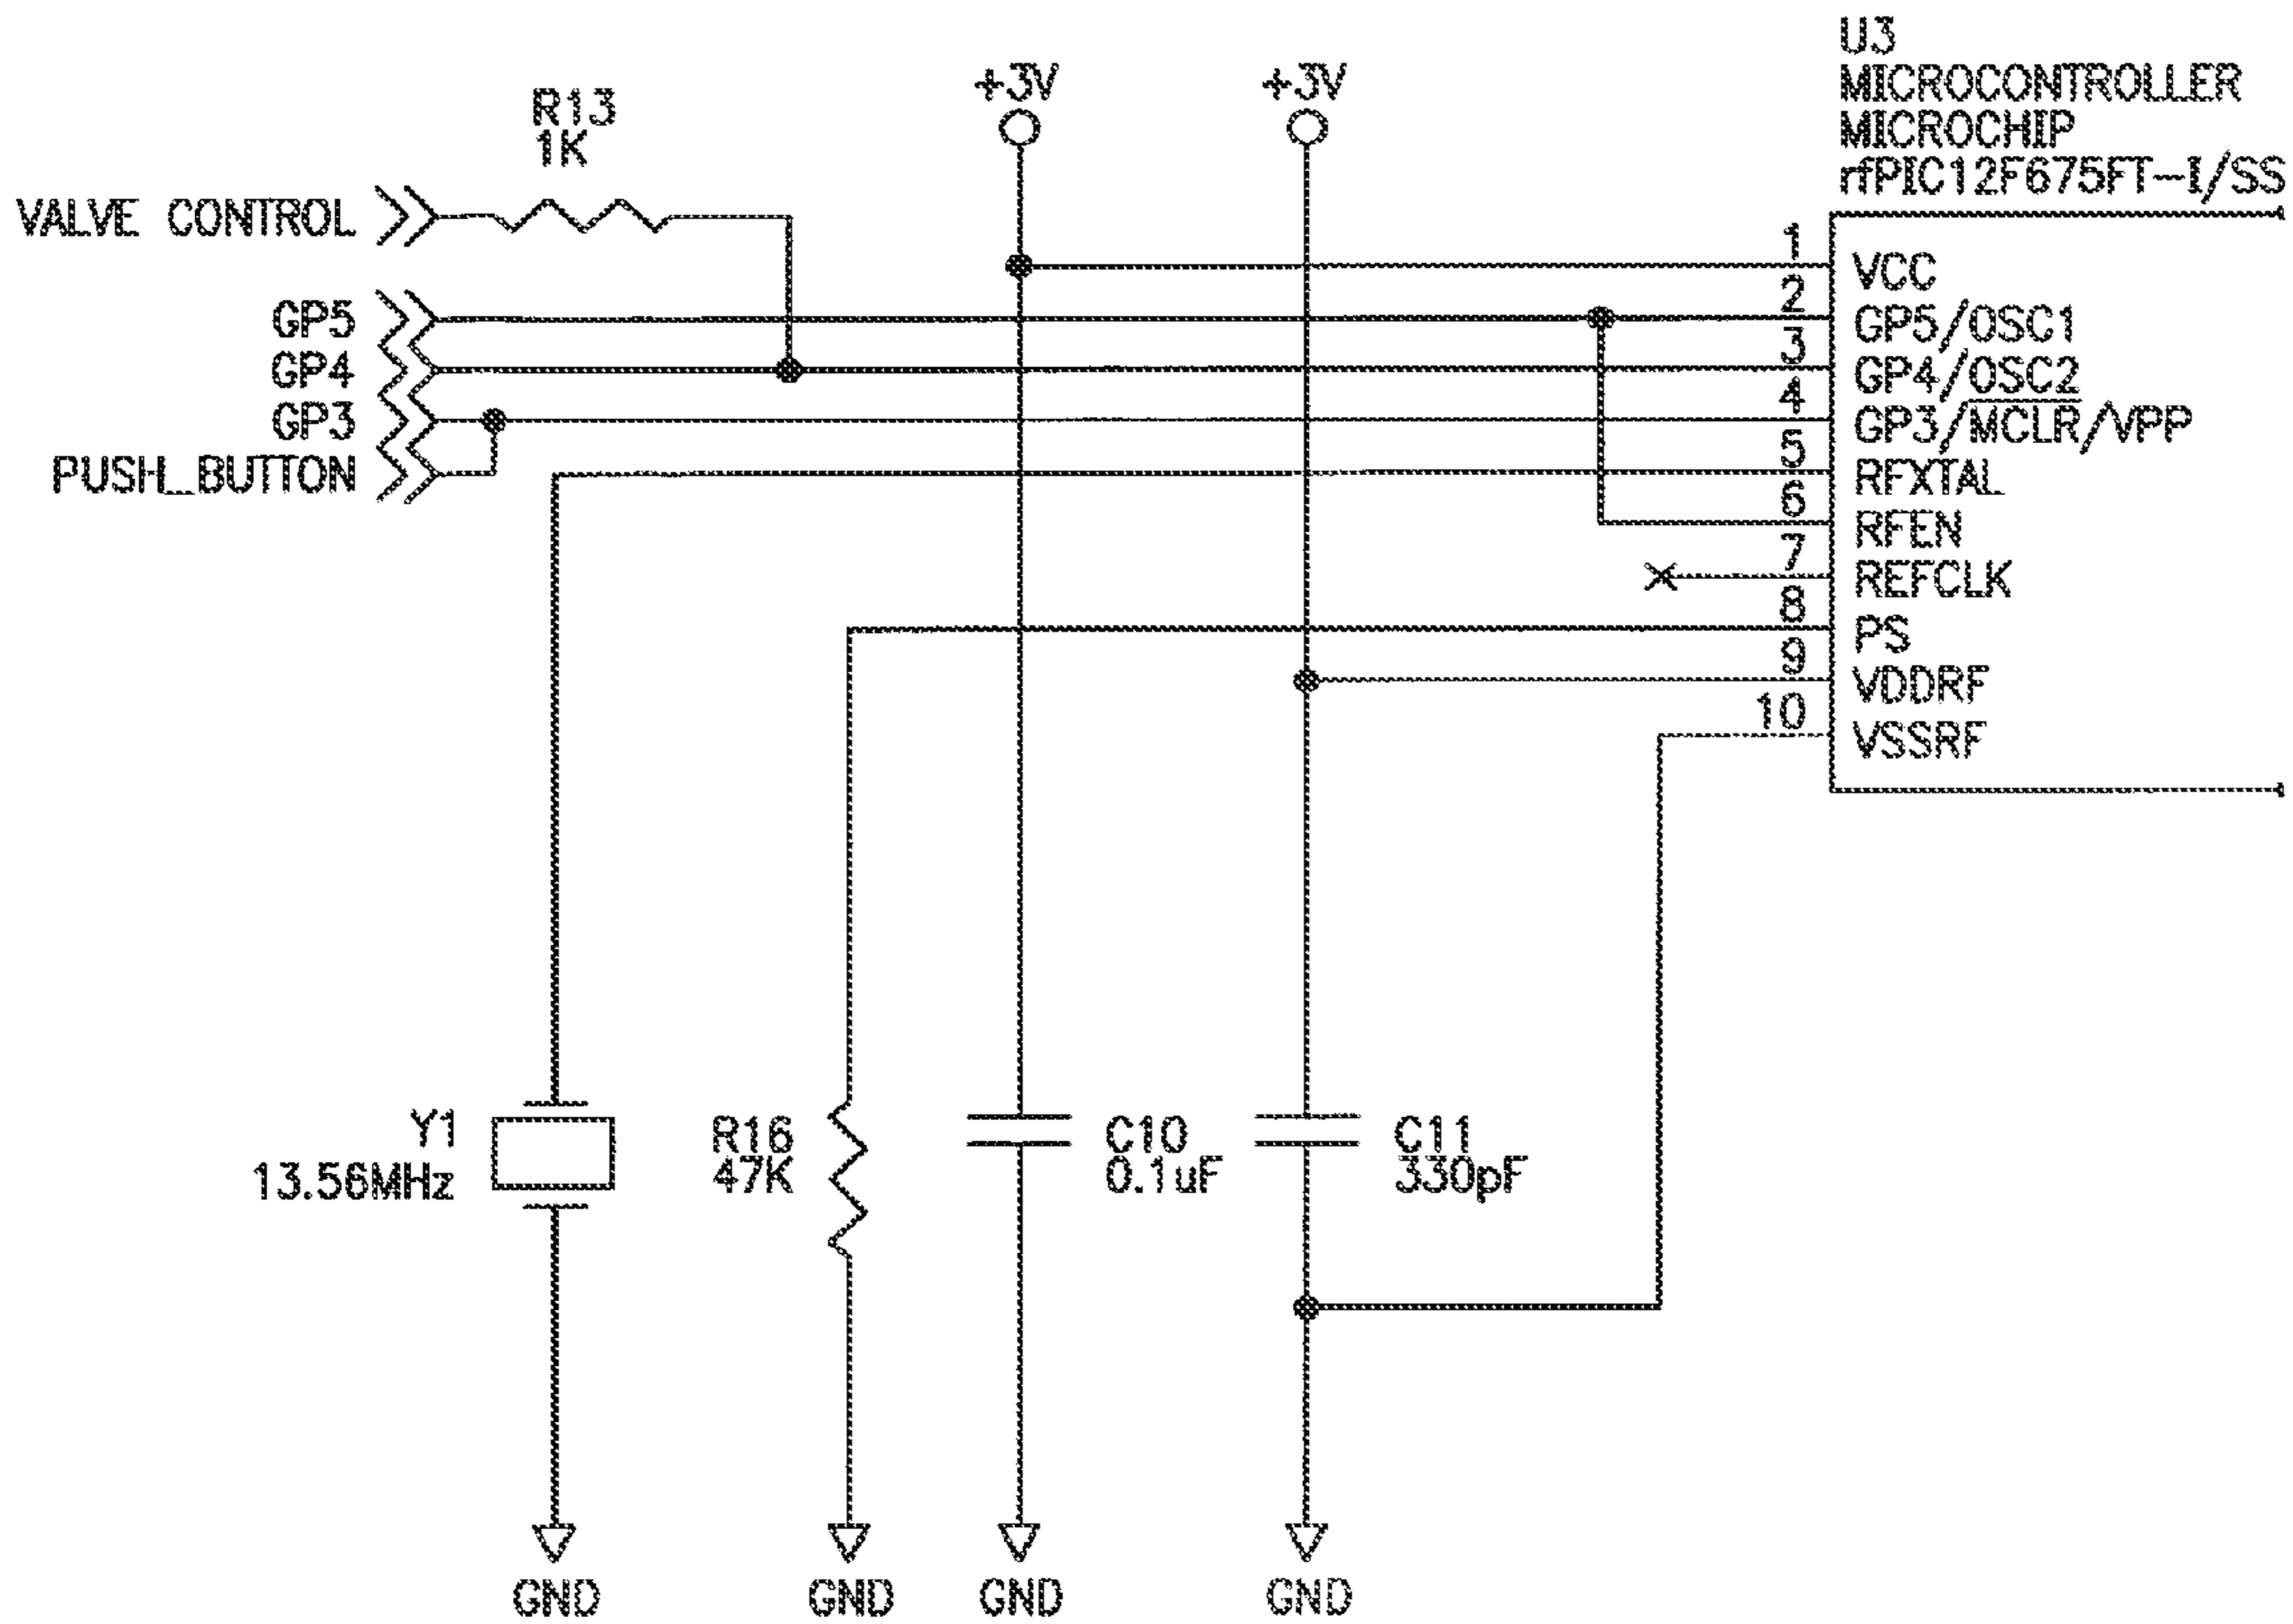 U3
MICROCONTROLLER
MICROCHIP
rfPIC12F675FT-I/SS
+3V
+3V
R13
1K
VALVE CONTROL
GP5
GP4
GP3
PUSH_BUTTON
1
VCC
2
GP5/OSC1
3
GP4/OSC2
4
GP3/MCLR/VPP
5
RFXTAL
6
RFEN
7
REFCLK
8
PS
9
VDDRF
10
VSSRF
Y1
13.56MHz
R16
47K
C10
0.1uF
C11
330pF
GND
GND
GND
GND